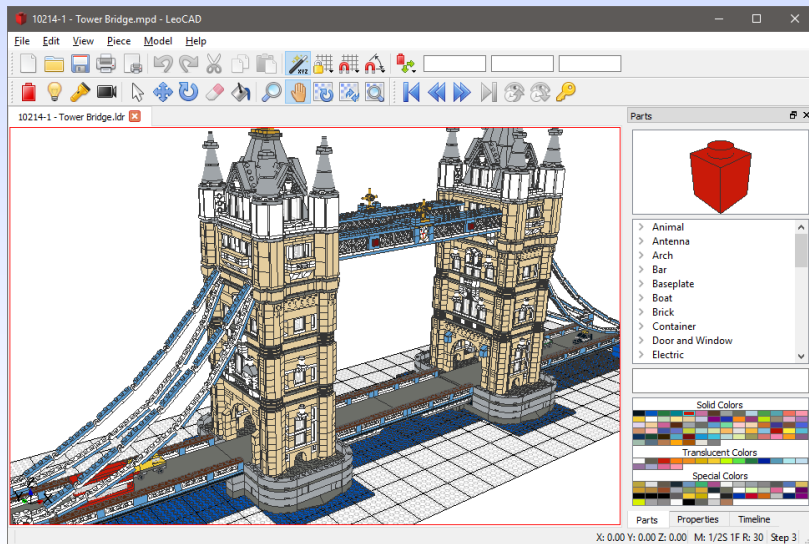 10214-1 - Tower Bridge.mpd - LeoCAD
File Edit View Piece Model Help
XYZ
10214-1 - Tower Bridge.ldr
Parts
Animal
Antenna
Arch
Bar
Baseplate
Boat
Brick
Container
Door and Window
Electric
Solid Colors
Translucent Colors
Special Colors
Z
Y X
Parts Properties Timeline
X: 0.00 Y: 0.00 Z: 0.00 M: 1/2S 1F R: 30 Step 3